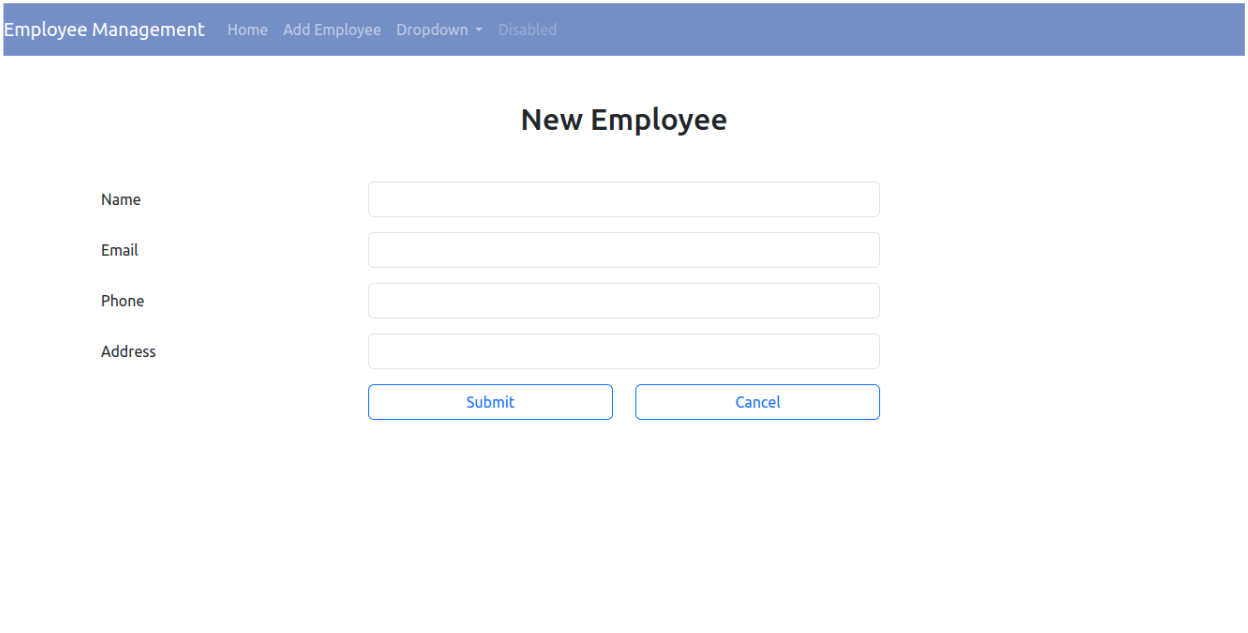 Employee Management Home Add Employee Dropdown Disabled
New Employee
Name
Email
Phone
Address
Submit Cancel